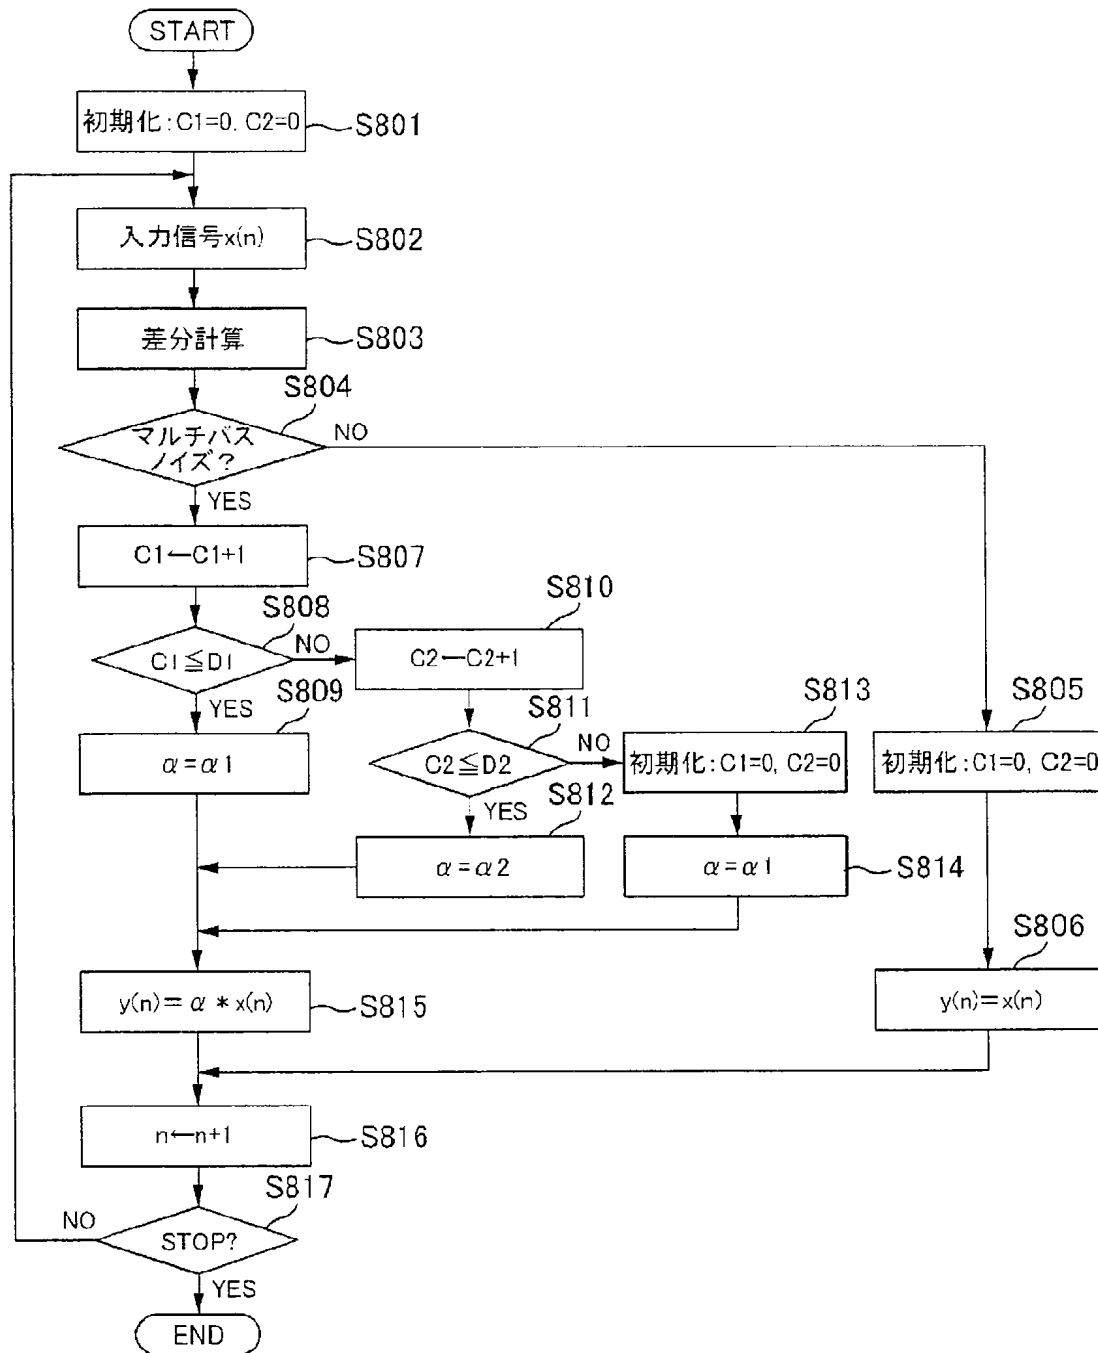 START
初期化:C1=0, C2=0
S801
入力信号x(n)
S802
差分計算
S803
S804
マルチパス
ノイズ?
NO
YES
C1←C1+1
S807
S808
C1≦D1
NO
YES
S810
C2←C2+1
S809
α=α1
S811
C2≦D2
NO
YES
S813
初期化:C1=0, C2=0
S805
初期化:C1=0, C2=0
S812
α=α2
α=α1
S814
S806
y(n)=x(n)
y(n)=α*x(n)
S815
n←n+1
S816
S817
STOP?
NO
YES
END